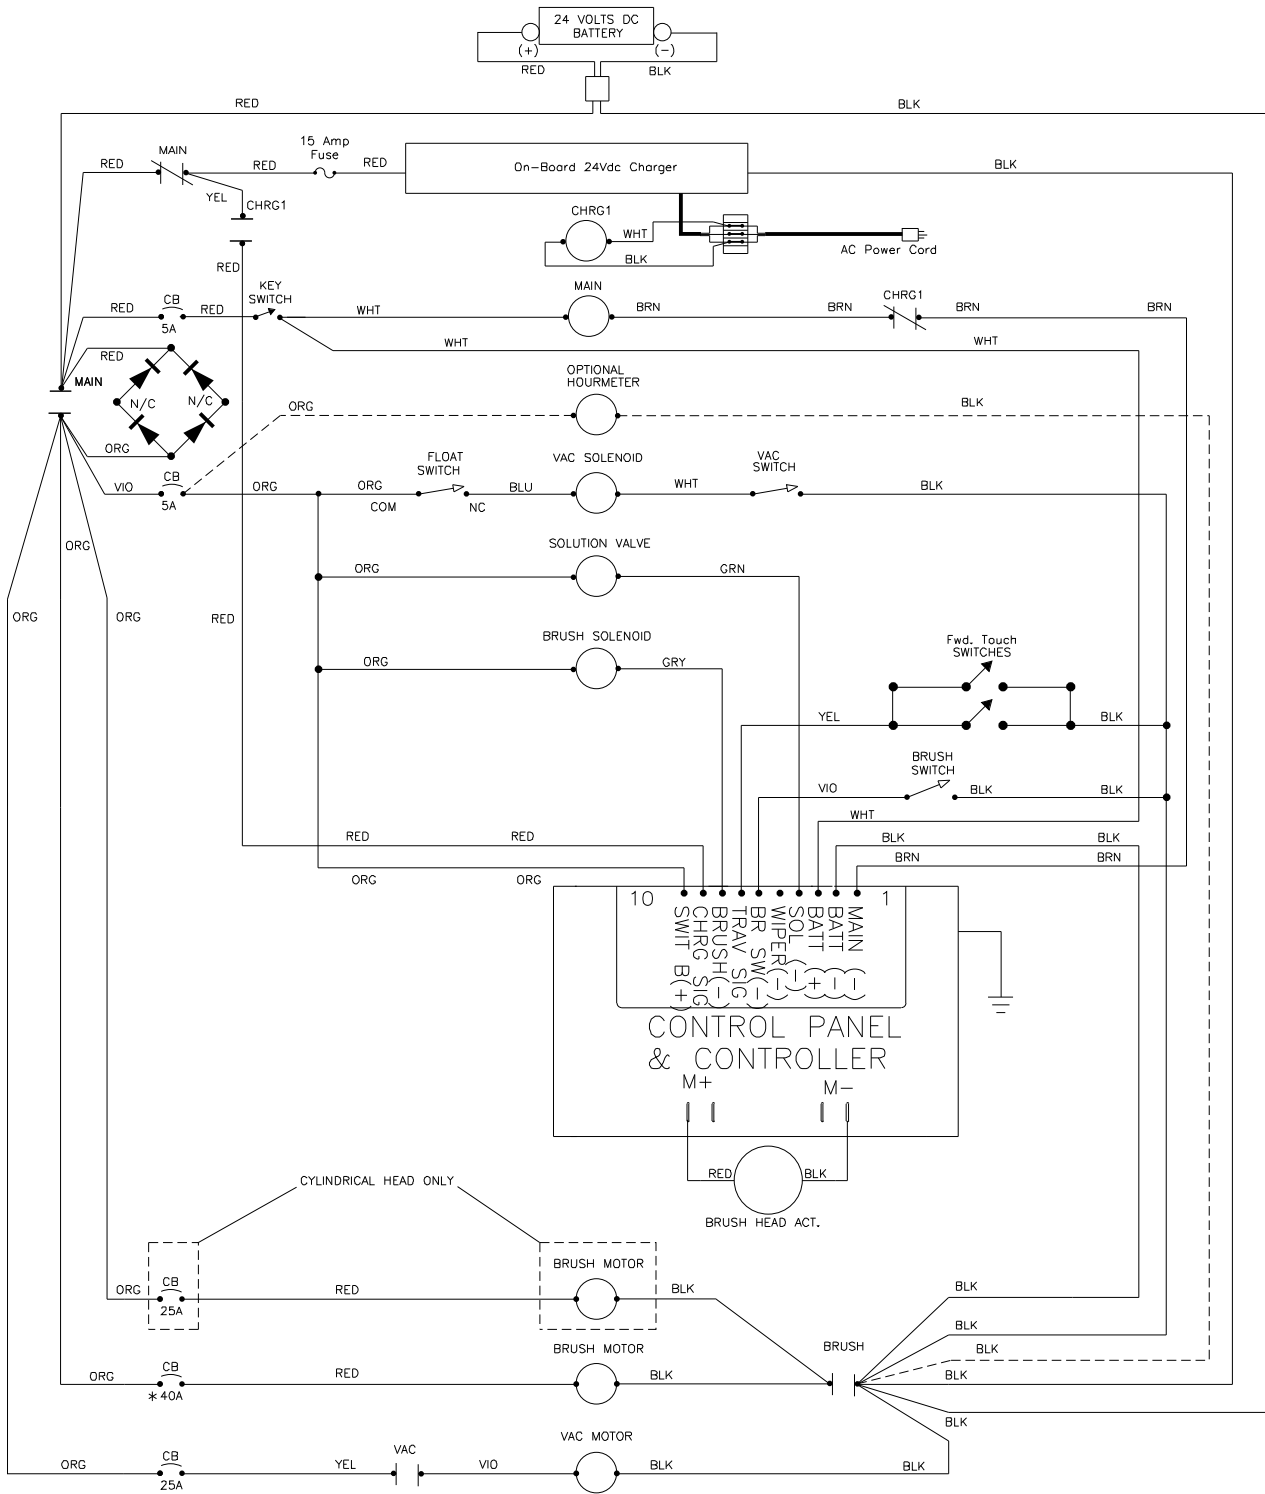 24 VOLTS DC
BATTERY
(+)
(-)
RED
BLK
RED
BLK
15 Amp
Fuse
MAIN
RED
RED
RED
On-Board 24Vdc Charger
BLK
YEL
CHRG1
CHRG1
WHT
BLK
AC Power Cord
RED
KEY
SWITCH
CB
RED
RED
5A
WHT
MAIN
BRN
BRN
CHRG1
BRN
BRN
WHT
WHT
RED
MAIN
N/C
N/C
OPTIONAL
HOURMETER
ORG
BLK
ORG
CB
VIO
5A
ORG
FLOAT
SWITCH
ORG
COM
NC
BLU
VAC SOLENOID
WHT
VAC
SWITCH
BLK
ORG
SOLUTION VALVE
ORG
GRN
ORG
ORG
RED
BRUSH SOLENOID
ORG
GRY
Fwd. Touch
SWITCHES
YEL
BLK
BRUSH
SWITCH
VIO
BLK
BLK
WHT
RED
RED
BLK
BLK
BRN
BRN
ORG
ORG
10
1
SWIT B(+)
CHRG SIG
BRUSH(-)
TRAV SIG
BR SW(-)
WIPER(-)
SOL (-)
BATT (+)
BATT (-)
MAIN (-)
CONTROL PANEL
& CONTROLLER
M+
M-
RED
BLK
BRUSH HEAD ACT.
CYLINDRICAL HEAD ONLY
ORG
CB
25A
RED
BRUSH MOTOR
BLK
BLK
BLK
BLK
BRUSH
BRUSH MOTOR
ORG
CB
*40A
RED
BLK
BLK
BLK
VAC MOTOR
ORG
CB
25A
YEL
VAC
VIO
BLK
BLK